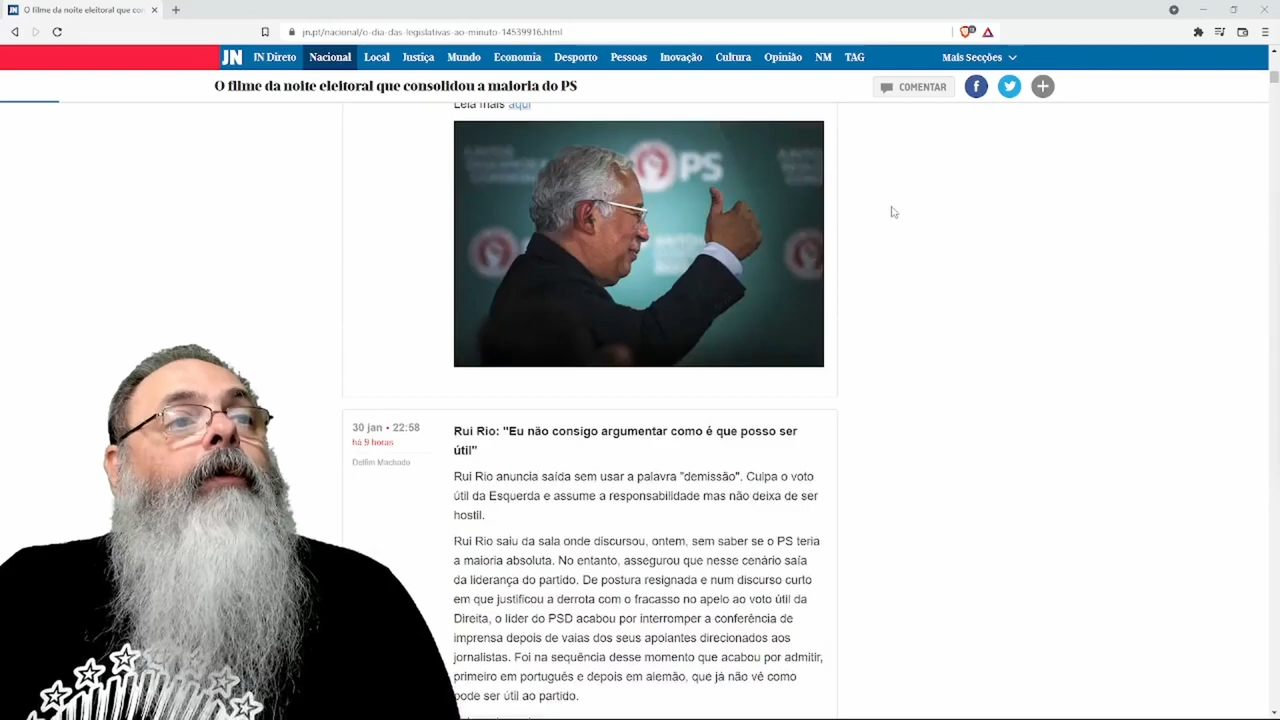 O filme da noite eleitoral que con
jn.pt/nacional/o-dia-das-legislativas-ao-minuto-14539916.html
JN
JN Direto
Nacional
Local
Justiça
Mundo
Economia
Desporto
Pessoas
Inovação
Cultura
Opinião
NM
TAG
Mais Secções
O filme da noite eleitoral que consolidou a maioria do PS
COMENTAR
Leia mais aqui
PS
30 jan • 22:58
há 9 horas
Delfim Machado
Rui Rio: "Eu não consigo argumentar como é que posso ser
útil"
Rui Rio anuncia saída sem usar a palavra "demissão". Culpa o voto
útil da Esquerda e assume a responsabilidade mas não deixa de ser
hostil.
Rui Rio saiu da sala onde discursou, ontem, sem saber se o PS teria
a maioria absoluta. No entanto, assegurou que nesse cenário saía
da liderança do partido. De postura resignada e num discurso curto
em que justificou a derrota com o fracasso no apelo ao voto útil da
Direita, o líder do PSD acabou por interromper a conferência de
imprensa depois de vaias dos seus apoiantes direcionados aos
jornalistas. Foi na sequência desse momento que acabou por admitir,
primeiro em português e depois em alemão, que já não vê como
pode ser útil ao partido.